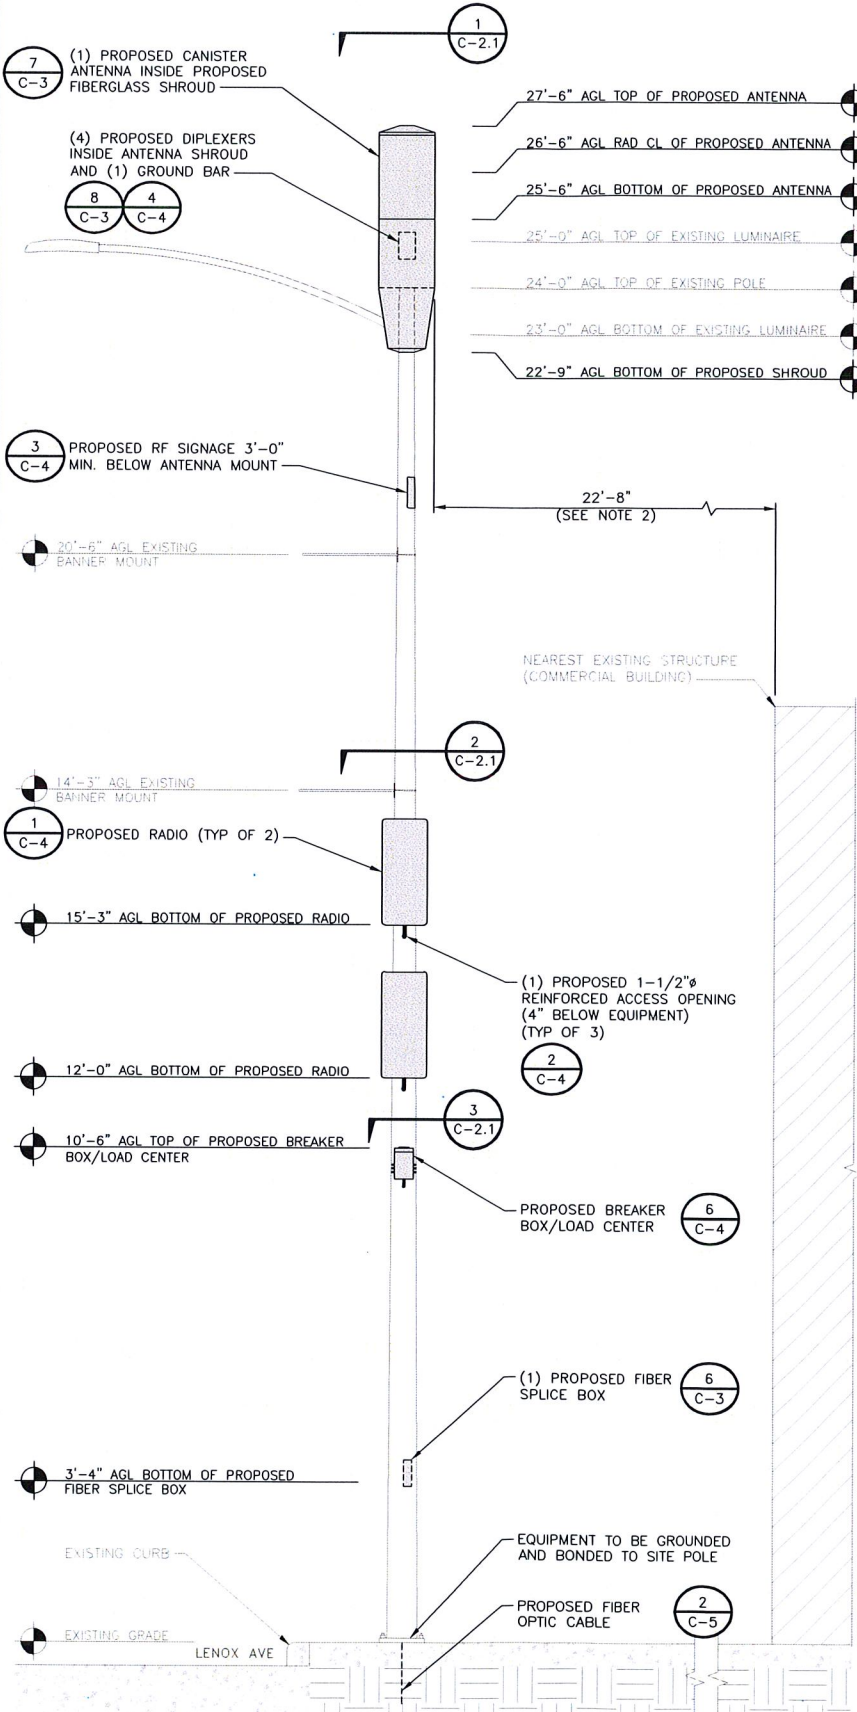 1
C-2.1
7
C-3
(1) PROPOSED CANISTER
ANTENNA INSIDE PROPOSED
FIBERGLASS SHROUD
27'-6" AGL TOP OF PROPOSED ANTENNA
(4) PROPOSED DIPLEXERS
INSIDE ANTENNA SHROUD
AND (1) GROUND BAR
26'-6" AGL RAD CL OF PROPOSED ANTENNA
8
C-3
4
C-4
25'-6" AGL BOTTOM OF PROPOSED ANTENNA
25'-0" AGL TOP OF EXISTING LUMINAIRE
24'-0" AGL TOP OF EXISTING POLE
23'-0" AGL BOTTOM OF EXISTING LUMINAIRE
22'-9" AGL BOTTOM OF PROPOSED SHROUD
3
C-4
PROPOSED RF SIGNAGE 3'-0"
MIN. BELOW ANTENNA MOUNT
22'-8"
(SEE NOTE 2)
20'-6" AGL EXISTING
BANNER MOUNT
NEAREST EXISTING STRUCTURE
(COMMERCIAL BUILDING)
2
C-2.1
14'-3" AGL EXISTING
BANNER MOUNT
1
C-4
PROPOSED RADIO (TYP OF 2)
15'-3" AGL BOTTOM OF PROPOSED RADIO
(1) PROPOSED 1-1/2"ø
REINFORCED ACCESS OPENING
(4" BELOW EQUIPMENT)
(TYP OF 3)
2
C-4
12'-0" AGL BOTTOM OF PROPOSED RADIO
3
C-2.1
10'-6" AGL TOP OF PROPOSED BREAKER
BOX/LOAD CENTER
PROPOSED BREAKER
BOX/LOAD CENTER
6
C-4
(1) PROPOSED FIBER
SPLICE BOX
6
C-3
3'-4" AGL BOTTOM OF PROPOSED
FIBER SPLICE BOX
EQUIPMENT TO BE GROUNDED
AND BONDED TO SITE POLE
EXISTING CURB
PROPOSED FIBER
OPTIC CABLE
2
C-5
EXISTING GRADE
LENOX AVE